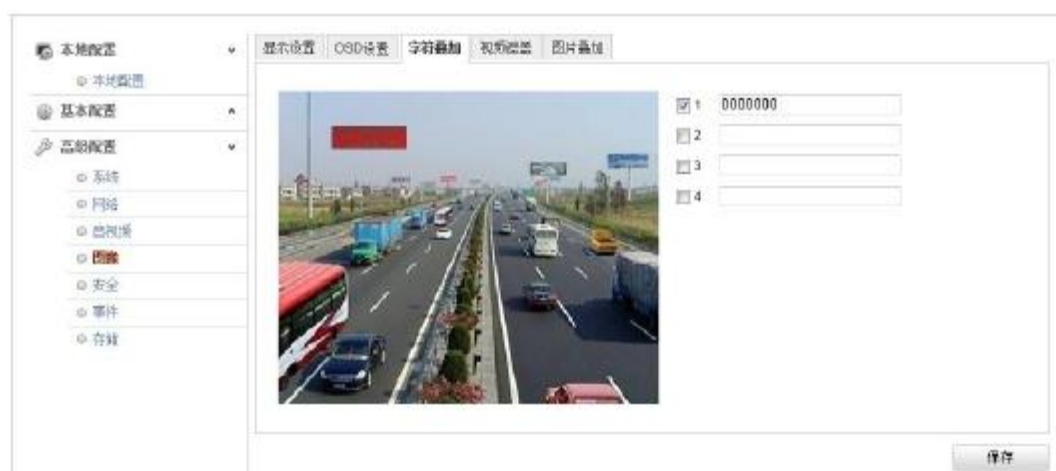 本地配置
本地配置
基本配置
高级配置
系统
网络
音视频
图像
安全
事件
存储
显示设置 OSD设置 字符叠加 视频遮盖 图片叠加
1 0000000
2
3
4
保存